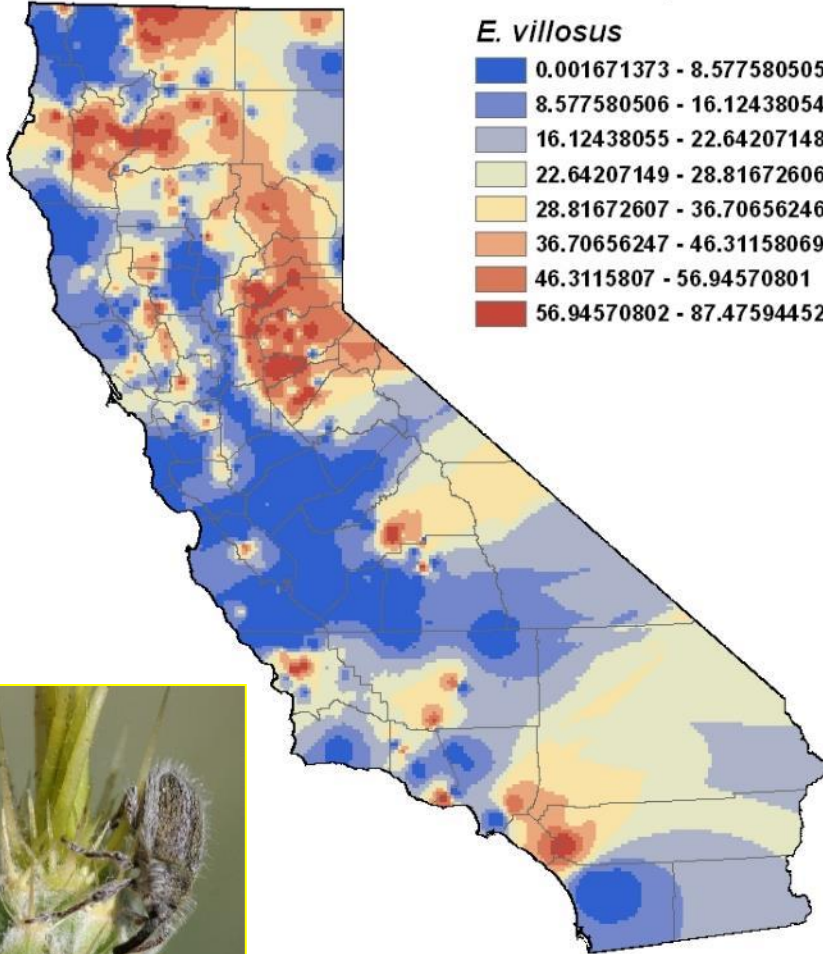 E. villosus
0.001671373 - 8.577580505
8.577580506 - 16.12438054
16.12438055 - 22.64207148
22.64207149 - 28.81672606
28.81672607 - 36.70656246
36.70656247 - 46.31158069
46.3115807 - 56.94570801
56.94570802 - 87.47594452